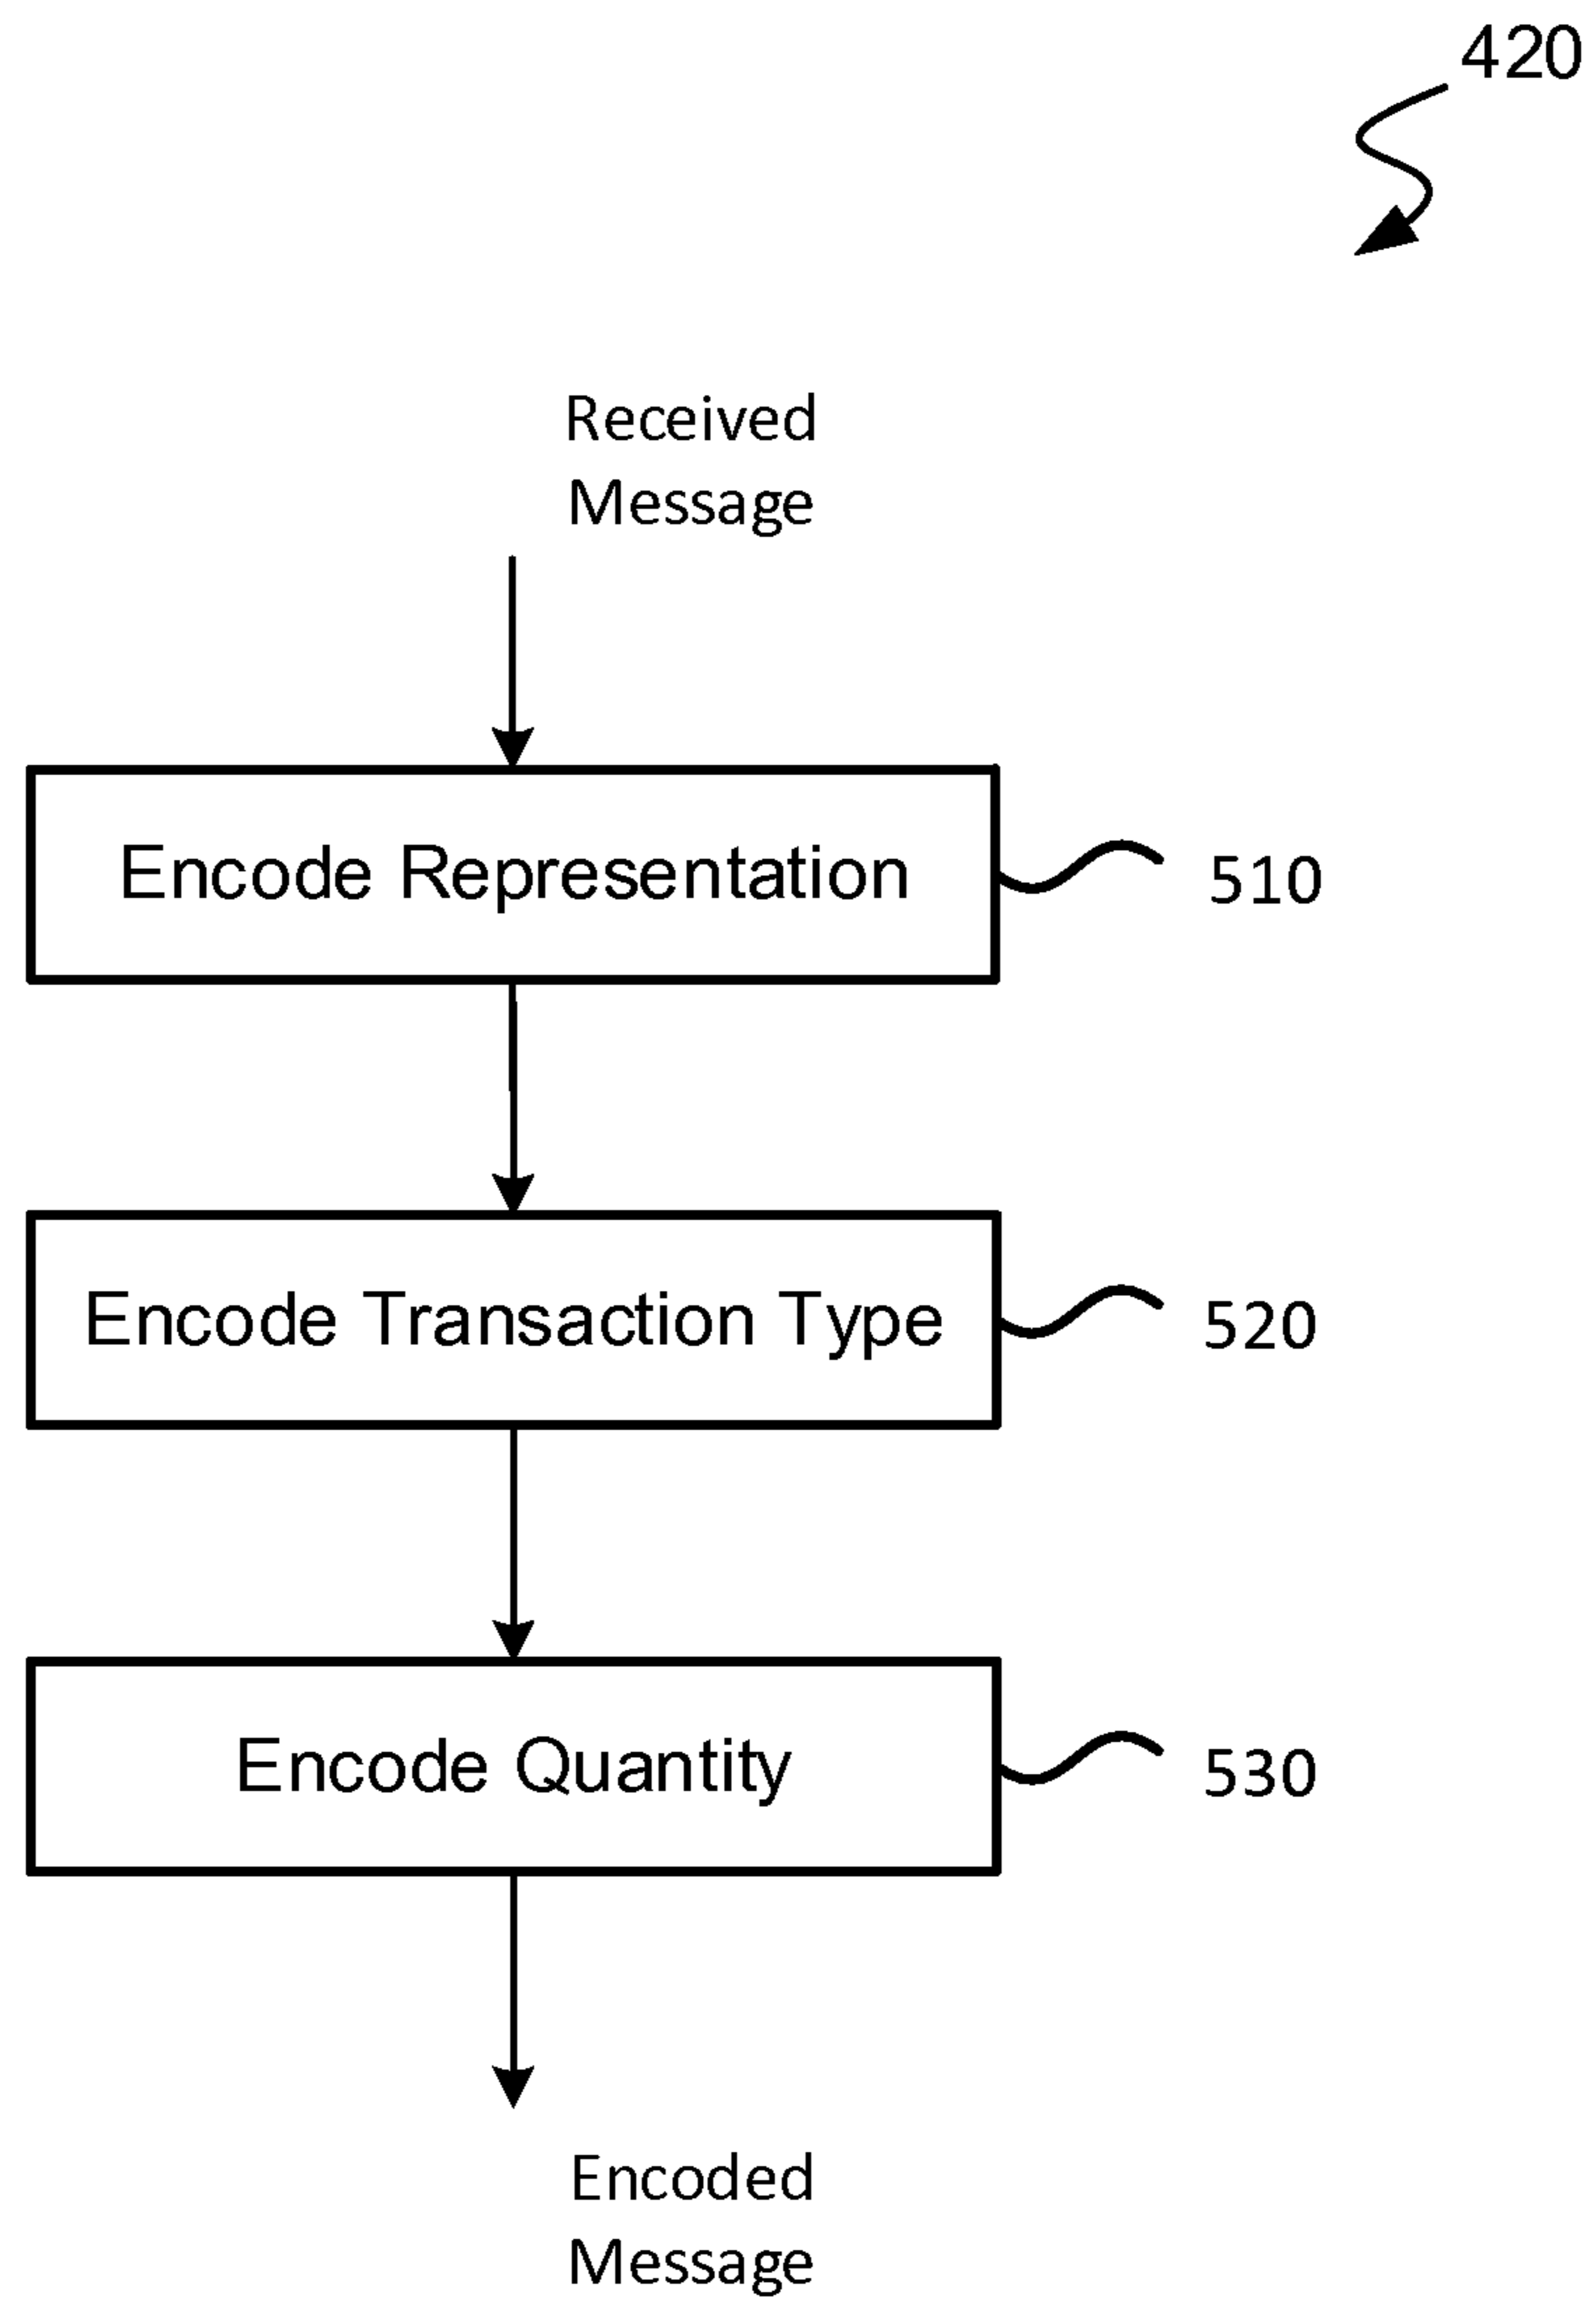 420
Received
Message
Encode Representation
510
Encode Transaction Type
520
Encode Quantity
530
Encoded
Message